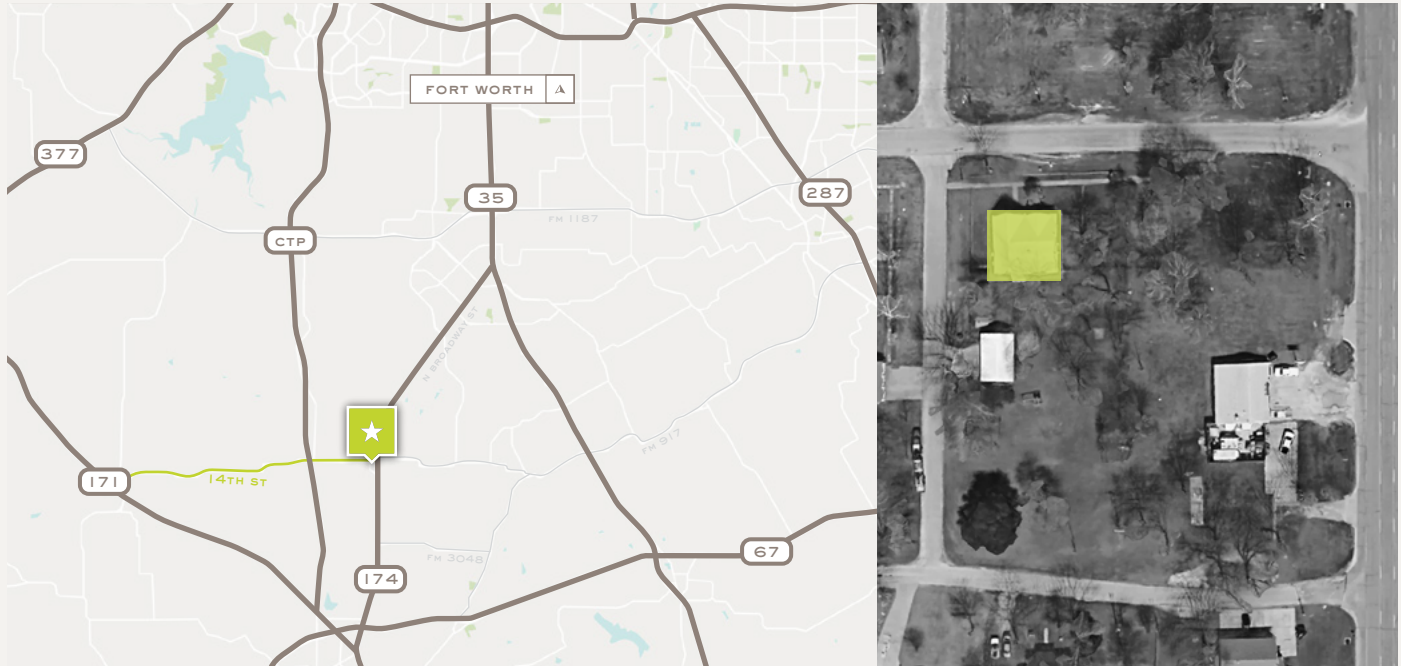 FORT WORTH
377
35
287
FM 1187
CTP
N BROADWAY ST
FM 917
171
14TH ST
FM 3048
67
174